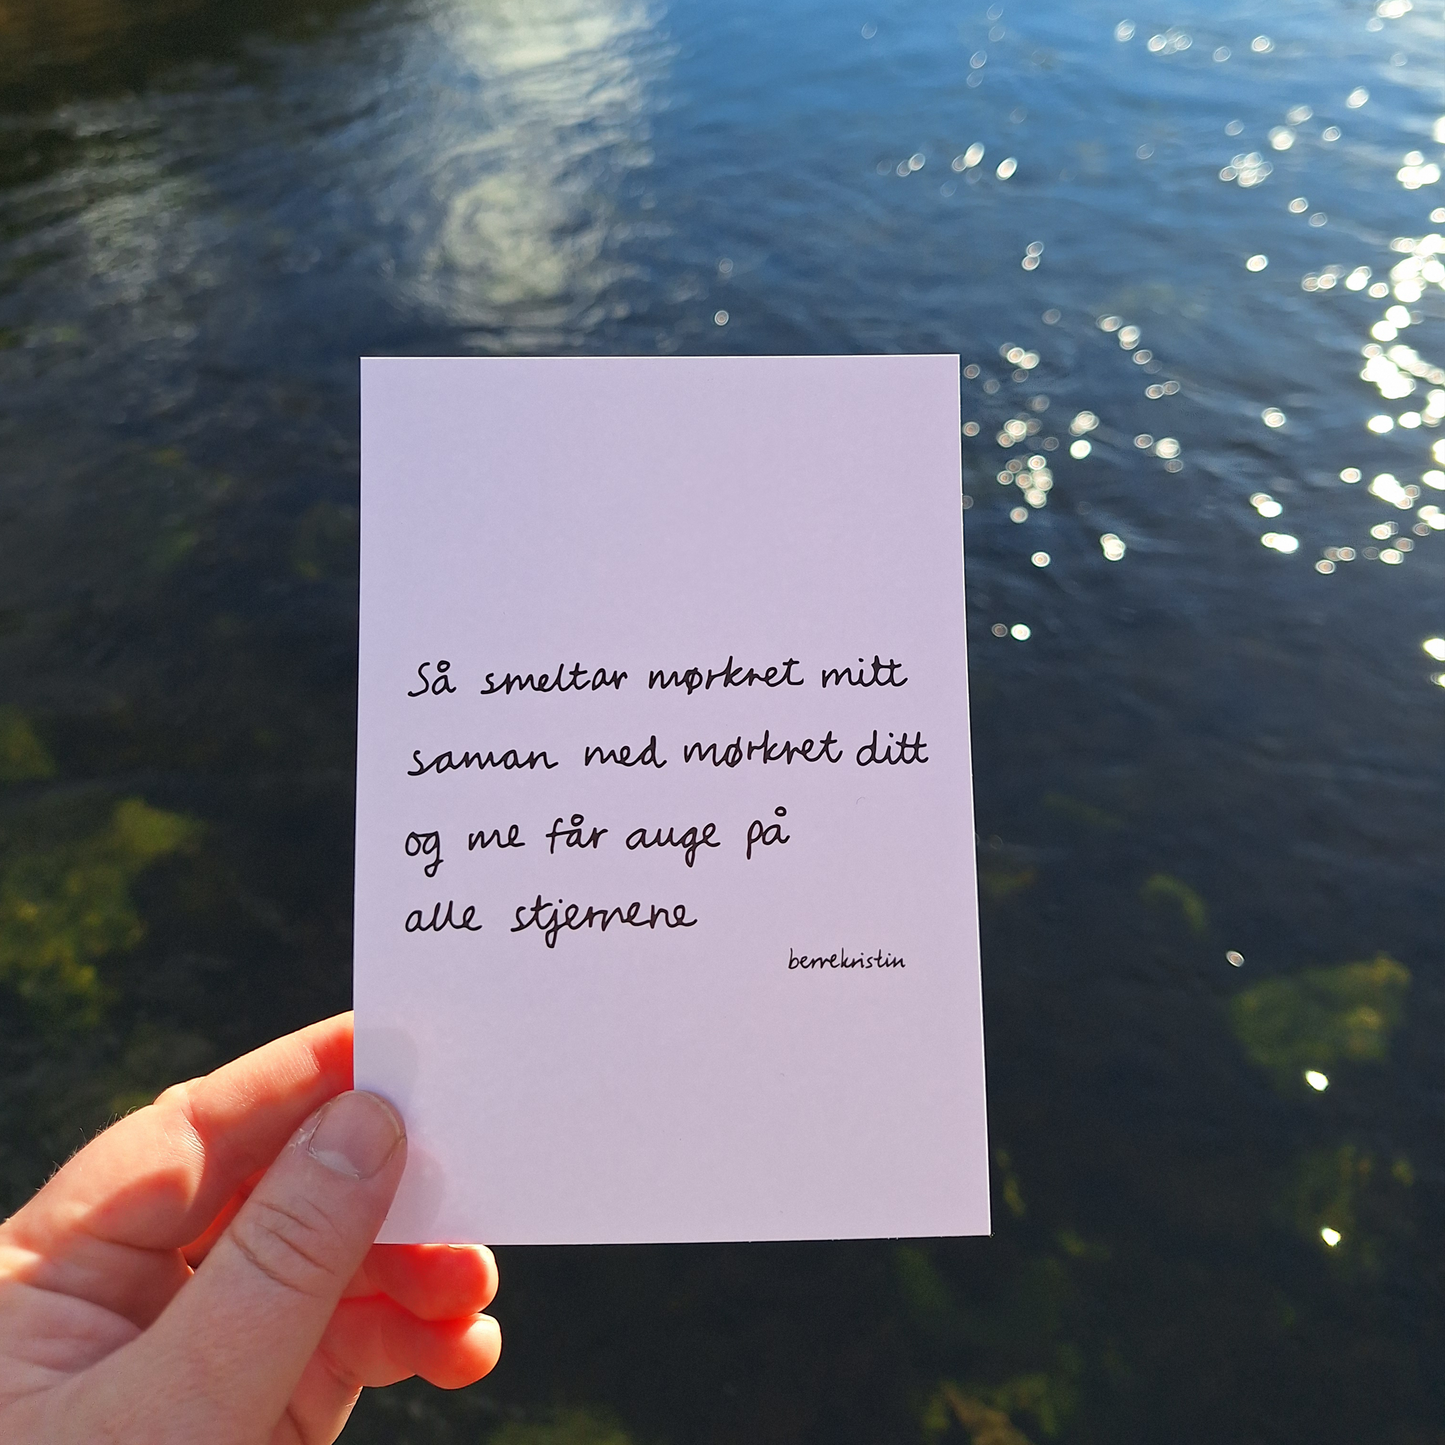 Så smeltar mørkret mitt
saman med mørkret ditt
og me får auge på
alle stjernene
berrekristin